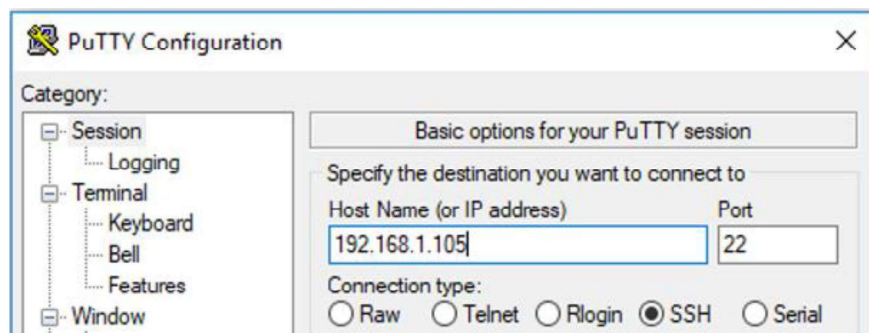 PuTTY Configuration
Category:
Session
Logging
Terminal
Keyboard
Bell
Features
Window
Basic options for your PuTTY session
Specify the destination you want to connect to
Host Name (or IP address) Port
192.168.1.105 22
Connection type:
Raw Telnet Rlogin SSH Serial